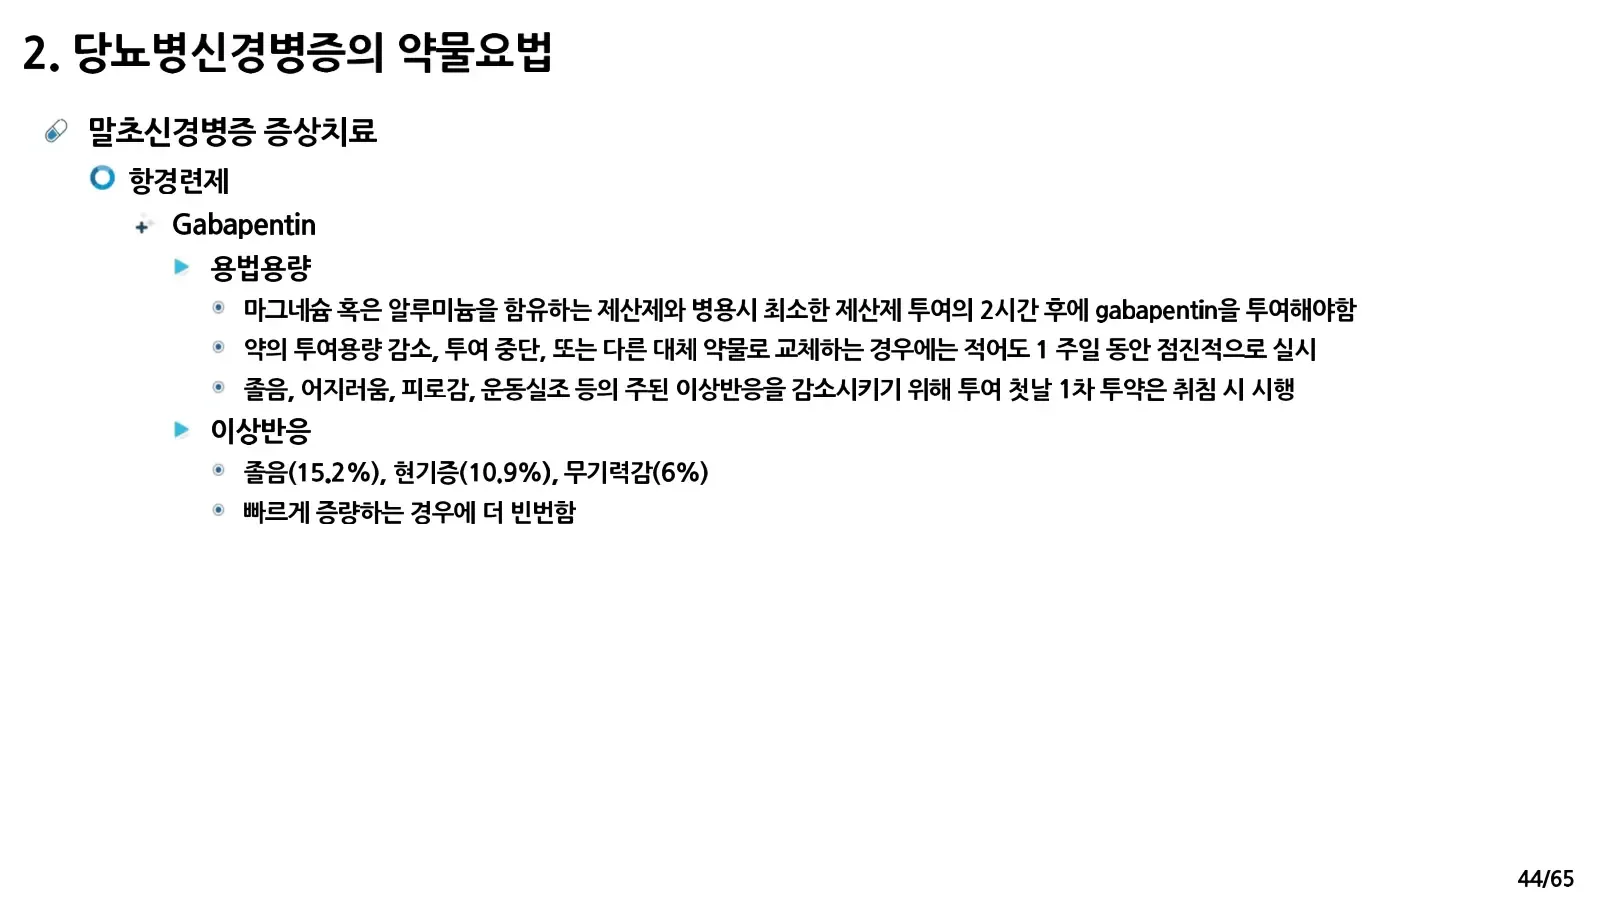 2. 당뇨병신경병증의 약물요법
말초신경병증 증상치료
항경련제
Gabapentin
용법용량
마그네슘 혹은 알루미늄을 함유하는 제산제와 병용시 최소한 제산제 투여의 2시간 후에 gabapentin을 투여해야함
약의 투여용량 감소, 투여 중단, 또는 다른 대체 약물로 교체하는 경우에는 적어도 1 주일 동안 점진적으로 실시
졸음, 어지러움, 피로감, 운동실조 등의 주된 이상반응을 감소시키기 위해 투여 첫날 1차 투약은 취침 시 시행
이상반응
졸음(15.2%), 현기증(10.9%), 무기력감(6%)
빠르게 증량하는 경우에 더 빈번함
44/65